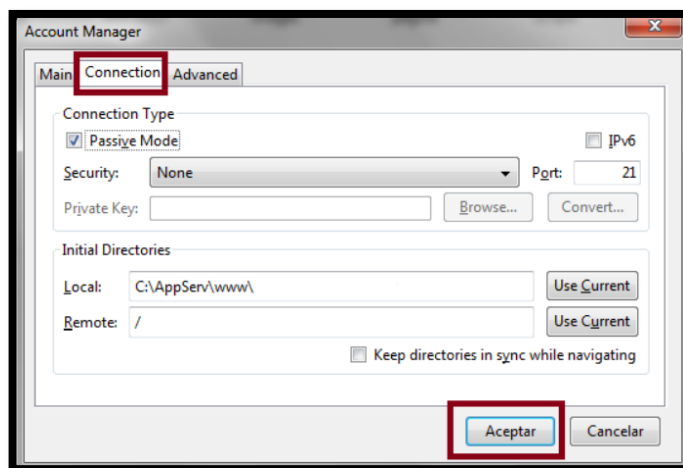 Account Manager
Main Connection Advanced
Connection Type
Passive Mode IPv6
Security: None Port: 21
Private Key: Browse... Convert...
Initial Directories
Local: C:\AppServ\www\ Use Current
Remote: / Use Current
Keep directories in sync while navigating
Aceptar Cancelar